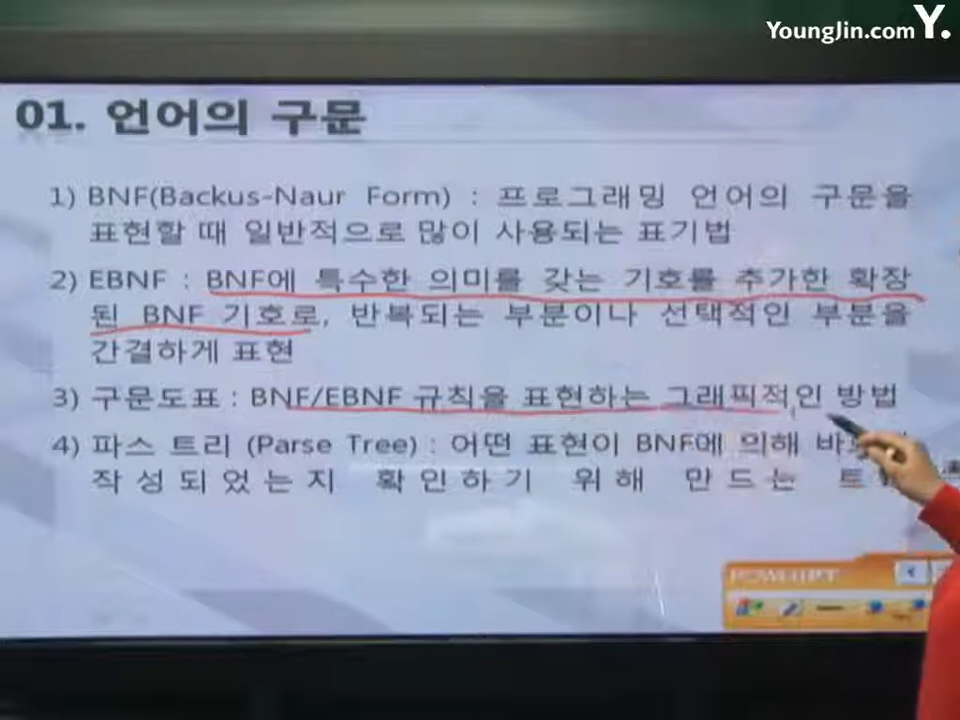 YoungJin.com Y.
01. 언어의 구문
1) BNF(Backus-Naur Form) : 프로그래밍 언어의 구문을
표현할 때 일반적으로 많이 사용되는 표기법
2) EBNF : BNF에 특수한 의미를 갖는 기호를 추가한 확장
된 BNF 기호로, 반복되는 부분이나 선택적인 부분을
간결하게 표현
3) 구문도표 : BNF/EBNF 규칙을 표현하는 그래픽적인 방법
4) 파스 트리 (Parse Tree) : 어떤 표현이 BNF에 의해
작성되었는지 확인하기 위해 만드는